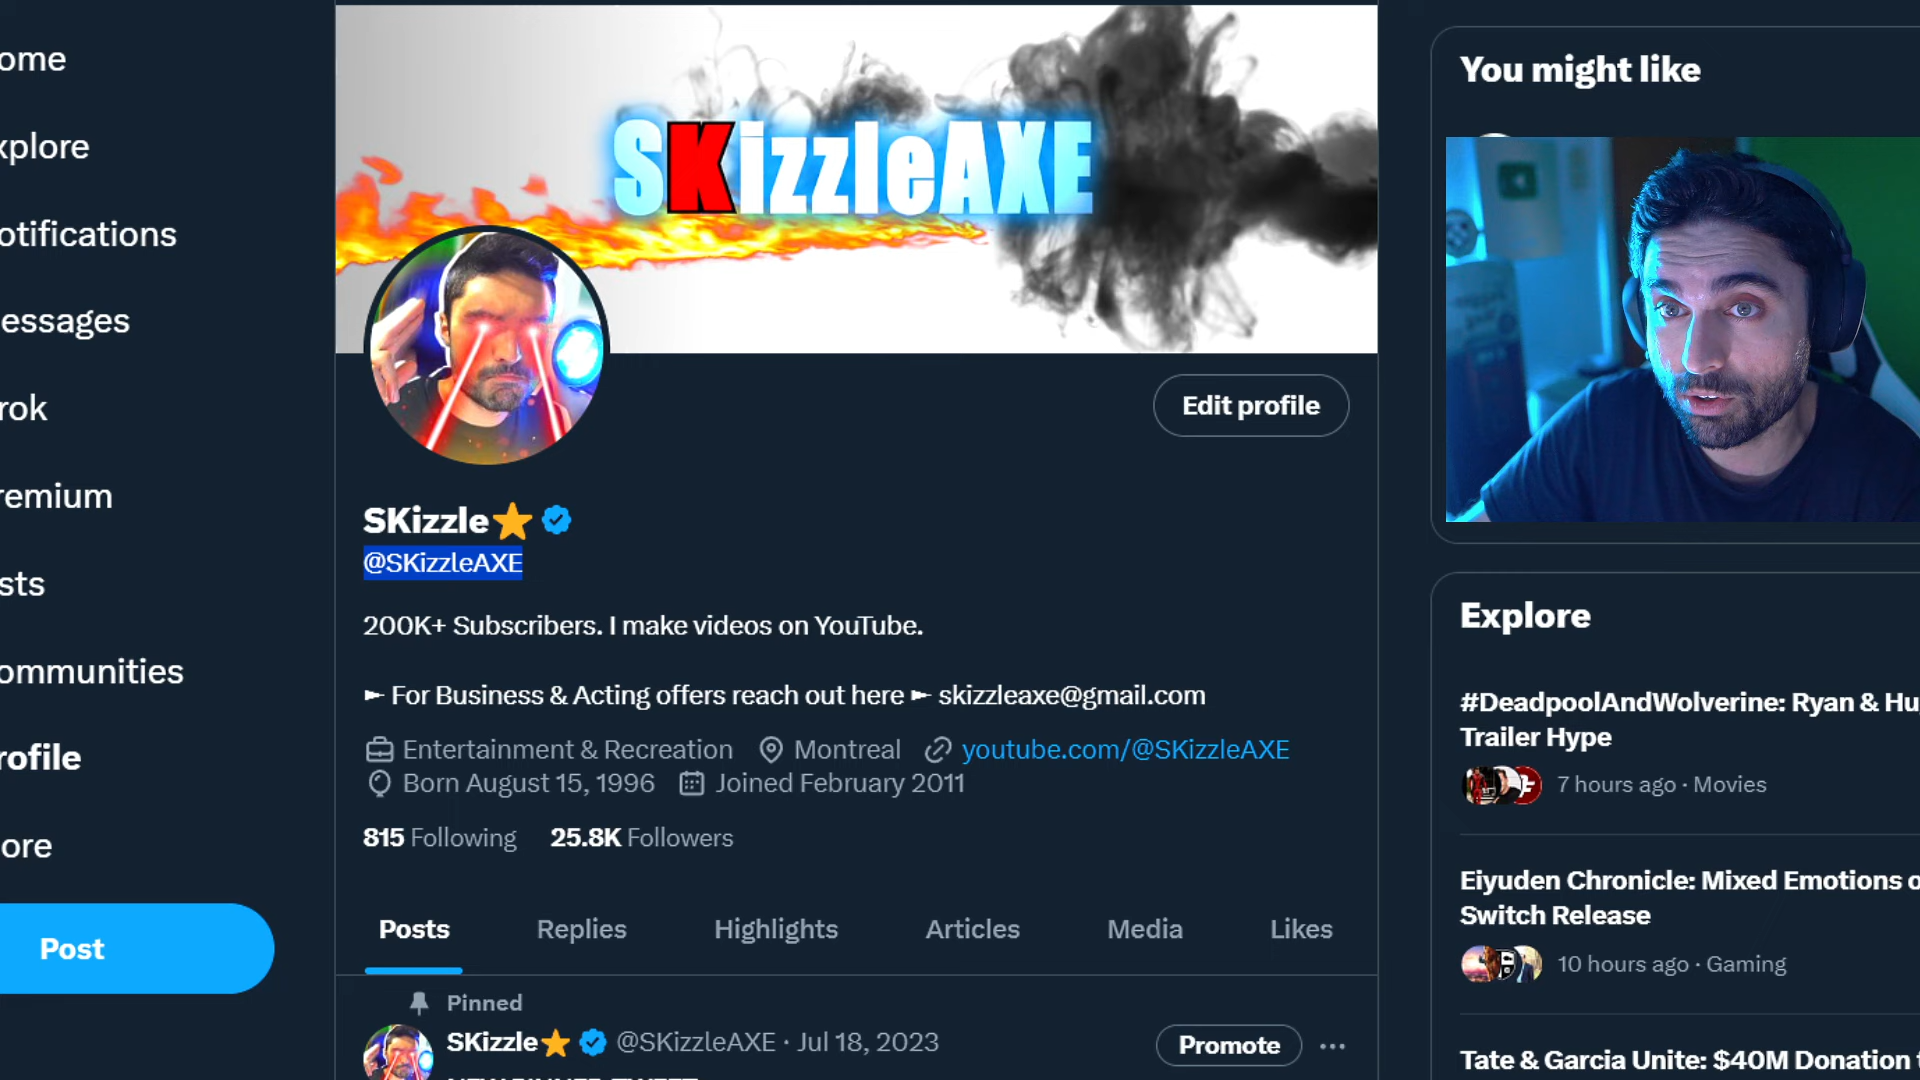 ome
xplore
otifications
essages
rok
remium
sts
ommunities
rofile
ore
Post
SKizzleAXE
Edit profile
SKizzle
@SKizzleAXE
200K+ Subscribers. I make videos on YouTube.
► For Business & Acting offers reach out here ► skizzleaxe@gmail.com
Entertainment & Recreation Montreal youtube.com/@SKizzleAXE
Born August 15, 1996 Joined February 2011
815 Following 25.8K Followers
Posts Replies Highlights Articles Media Likes
Pinned
SKizzle @SKizzleAXE · Jul 18, 2023
Promote
You might like
Explore
#DeadpoolAndWolverine: Ryan & Hu
Trailer Hype
7 hours ago · Movies
Eiyuden Chronicle: Mixed Emotions o
Switch Release
10 hours ago · Gaming
Tate & Garcia Unite: $40M Donation t